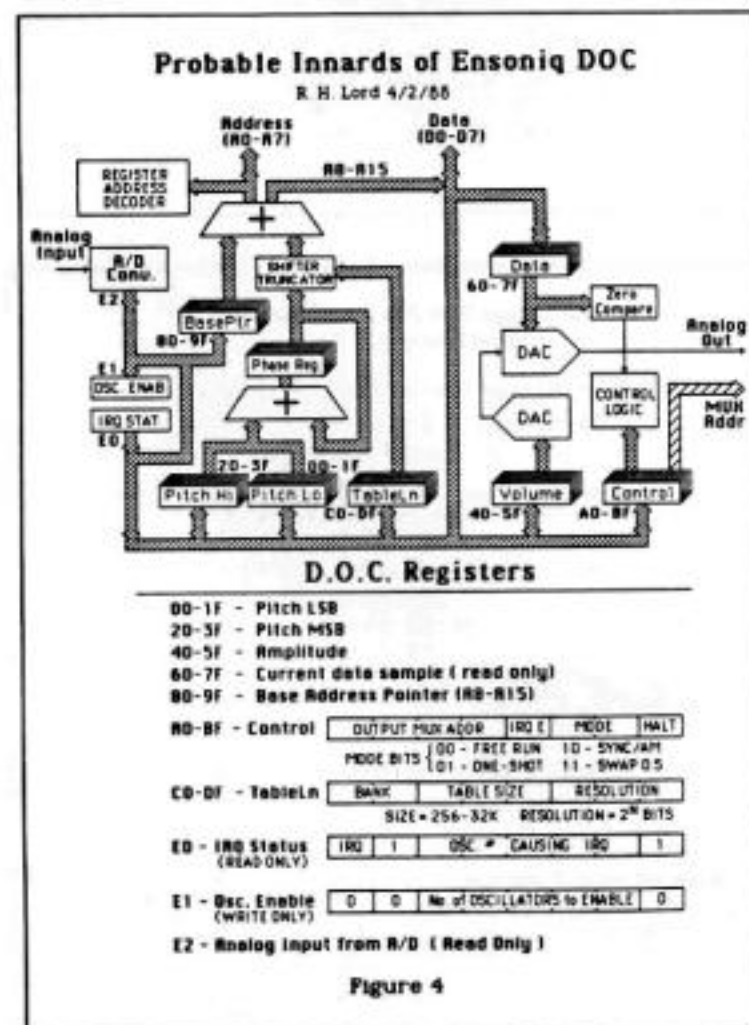 Probable Innards of Ensoniq DOC
R. H. Lord 4/2/88
Address
(A0-A7)
Data
(D0-D7)
A8-A15
REGISTER
ADDRESS
DECODER
+
Analog
Input
A/D
Conv.
E2
SHIFTER
TRUNCATOR
Data
60-7F
Zero
Compare
BasePtr
80-9F
Analog
Out
DAC
E1
OSC. ENAB
Phase Reg
IRQ STAT
E0
+
DAC
CONTROL
LOGIC
MUX
Addr
20-3F
00-1F
Pitch Hi
Pitch Lo
TableLn
C0-DF
Volume
40-5F
Control
A0-BF
D.O.C. Registers
00-1F - Pitch LSB
20-3F - Pitch MSB
40-5F - Amplitude
60-7F - Current data sample ( read only)
80-9F - Base Address Pointer (A8-A15)
A0-BF - Control OUTPUT MUX ADDR IRQ E MODE HALT
MODE BITS 00 - FREE RUN 10 - SYNC/AM
01 - ONE-SHOT 11 - SWAP
C0-DF - TableLn BANK TABLE SIZE RESOLUTION
SIZE = 256-32K RESOLUTION = 2ᴺ BITS
E0 - IRQ Status IRQ 1 OSC. # CAUSING IRQ 1
(READ ONLY)
E1 - Osc. Enable 0 0 No of OSCILLATORS to ENABLE 0
(WRITE ONLY)
E2 - Analog Input from A/D ( Read Only )
Figure 4